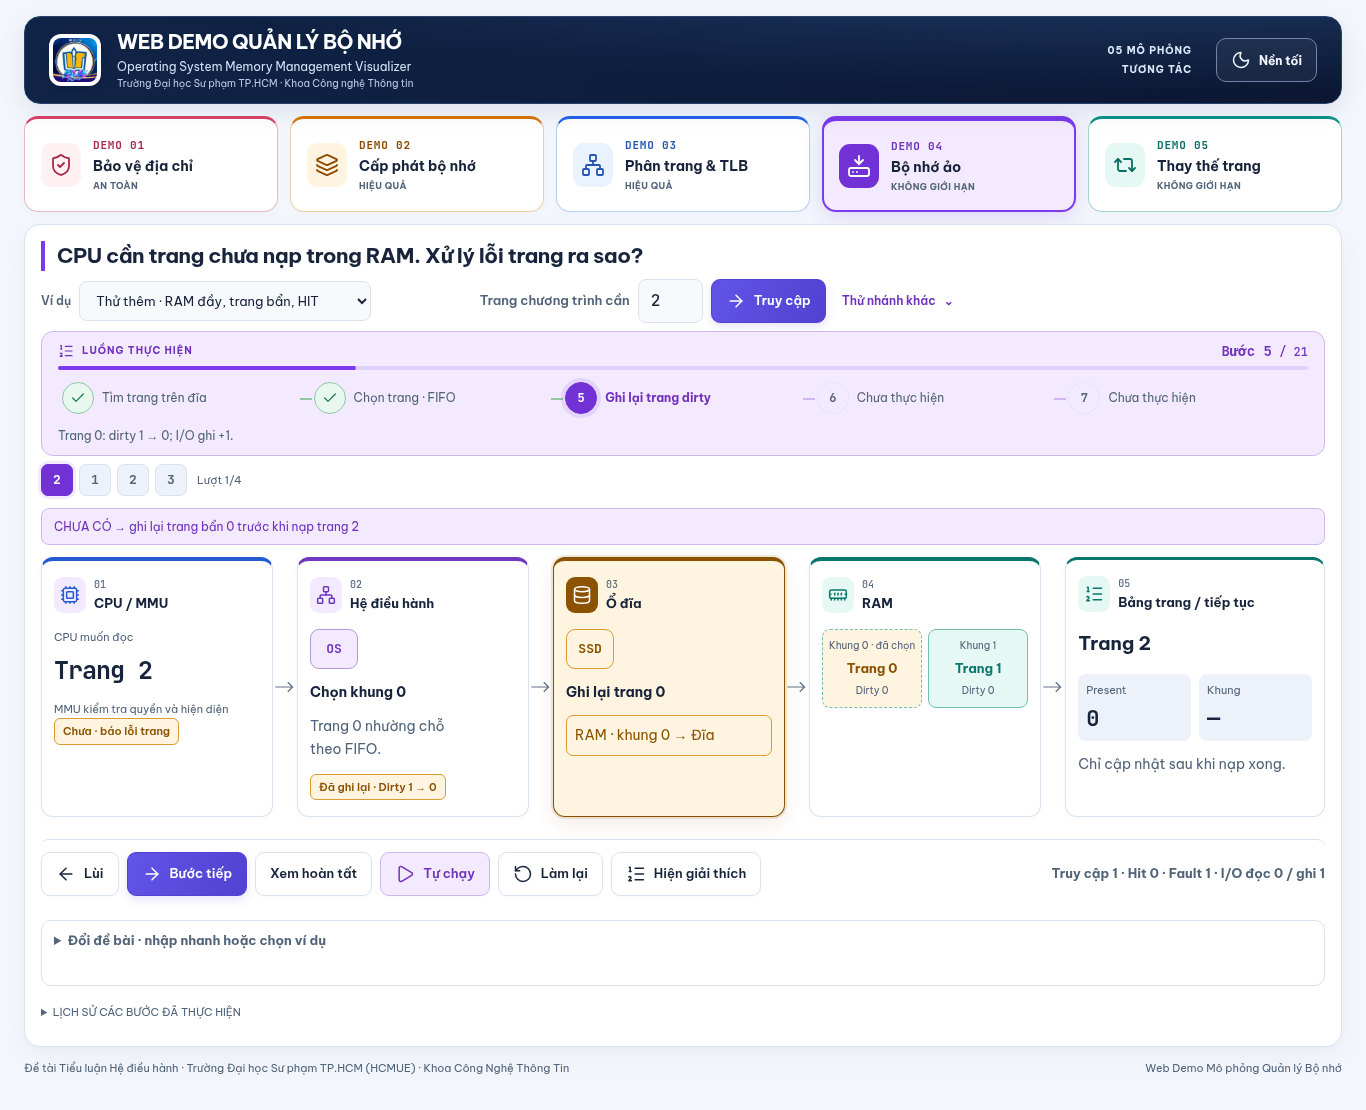 WEB DEMO QUẢN LÝ BỘ NHỚ
Operating System Memory Management Visualizer
Trường Đại học Sư phạm TP.HCM · Khoa Công nghệ Thông tin
05 MÔ PHỎNG
TƯƠNG TÁC
Nền tối
DEMO 01
Bảo vệ địa chỉ
AN TOÀN
DEMO 02
Cấp phát bộ nhớ
HIỆU QUẢ
DEMO 03
Phân trang & TLB
HIỆU QUẢ
DEMO 04
Bộ nhớ ảo
KHÔNG GIỚI HẠN
DEMO 05
Thay thế trang
KHÔNG GIỚI HẠN
CPU cần trang chưa nạp trong RAM. Xử lý lỗi trang ra sao?
Ví dụ
Thử thêm · RAM đầy, trang bẩn, HIT
Trang chương trình cần
2
Truy cập
Thử nhánh khác
LUỒNG THỰC HIỆN
Bước 5 / 21
Tìm trang trên đĩa
Chọn trang · FIFO
5
Ghi lại trang dirty
6
Chưa thực hiện
7
Chưa thực hiện
Trang 0: dirty 1 → 0; I/O ghi +1.
2
1
2
3
Lượt 1/4
CHƯA CÓ → ghi lại trang bẩn 0 trước khi nạp trang 2
01
CPU / MMU
CPU muốn đọc
Trang 2
MMU kiểm tra quyền và hiện diện
Chưa · báo lỗi trang
02
Hệ điều hành
OS
Chọn khung 0
Trang 0 nhường chỗ
theo FIFO.
Đã ghi lại · Dirty 1 → 0
03
Ổ đĩa
SSD
Ghi lại trang 0
RAM · khung 0 → Đĩa
04
RAM
Khung 0 · đã chọn
Trang 0
Dirty 0
Khung 1
Trang 1
Dirty 0
05
Bảng trang / tiếp tục
Trang 2
Present
0
Khung
—
Chỉ cập nhật sau khi nạp xong.
Lùi
Bước tiếp
Xem hoàn tất
Tự chạy
Làm lại
Hiện giải thích
Truy cập 1 · Hit 0 · Fault 1 · I/O đọc 0 / ghi 1
Đổi đề bài · nhập nhanh hoặc chọn ví dụ
LỊCH SỬ CÁC BƯỚC ĐÃ THỰC HIỆN
Đề tài Tiểu luận Hệ điều hành · Trường Đại học Sư phạm TP.HCM (HCMUE) · Khoa Công Nghệ Thông Tin
Web Demo Mô phỏng Quản lý Bộ nhớ